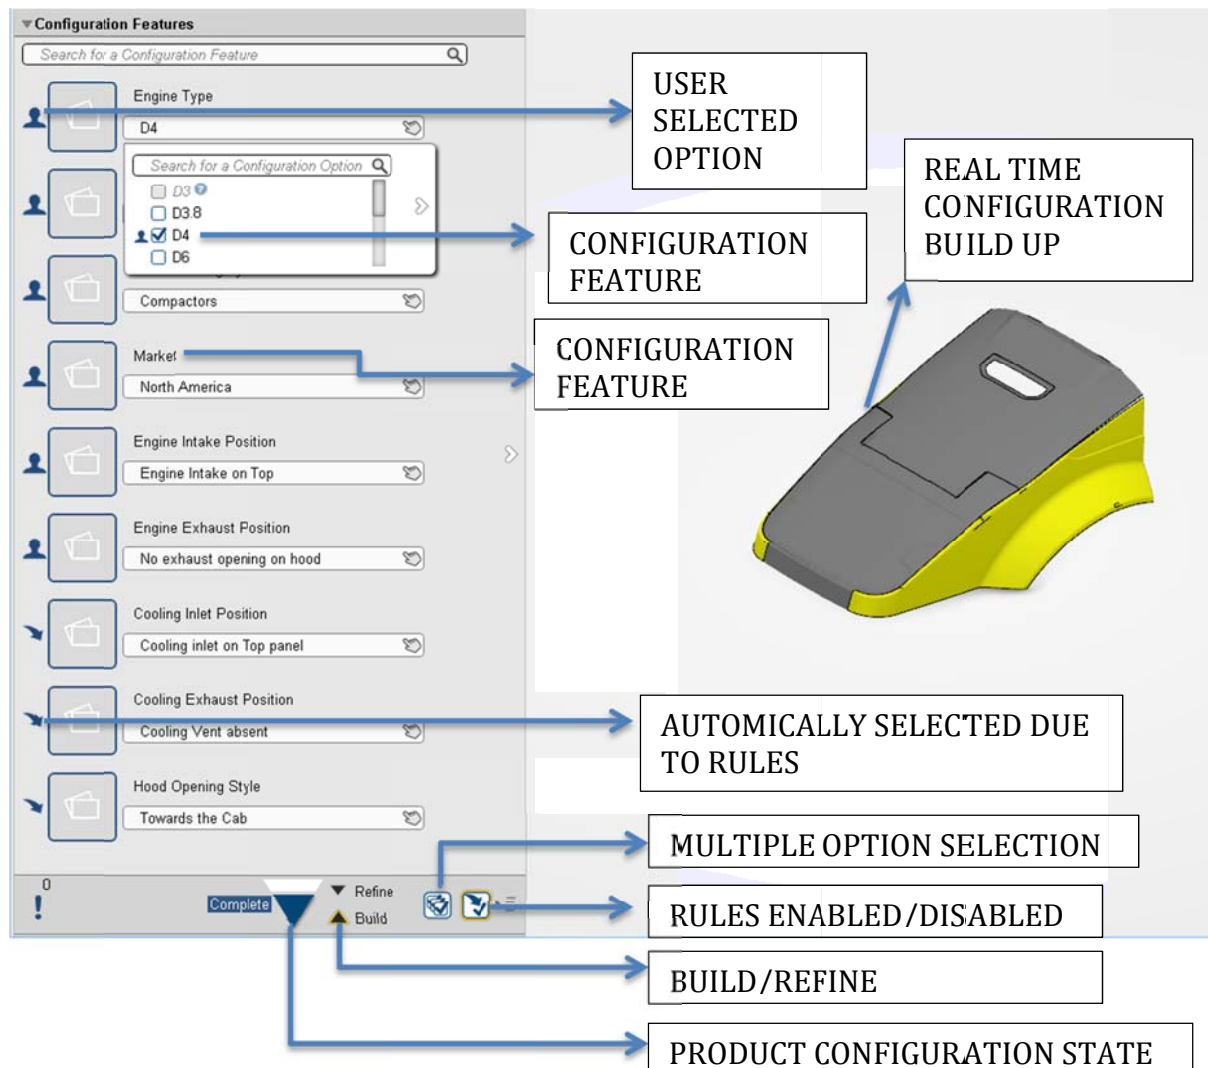 Configuration Features
Search for a Configuration Feature
Engine Type
D4
Search for a Configuration Option
D3
D3.8
D4
D6
Compactors
Market
North America
Engine Intake Position
Engine Intake on Top
Engine Exhaust Position
No exhaust opening on hood
Cooling Inlet Position
Cooling inlet on Top panel
Cooling Exhaust Position
Cooling Vent absent
Hood Opening Style
Towards the Cab
0
Complete
Refine
Build
USER
SELECTED
OPTION
REAL TIME
CONFIGURATION
BUILD UP
CONFIGURATION
FEATURE
CONFIGURATION
FEATURE
AUTOMICALLY SELECTED DUE
TO RULES
MULTIPLE OPTION SELECTION
RULES ENABLED/DISABLED
BUILD/REFINE
PRODUCT CONFIGURATION STATE